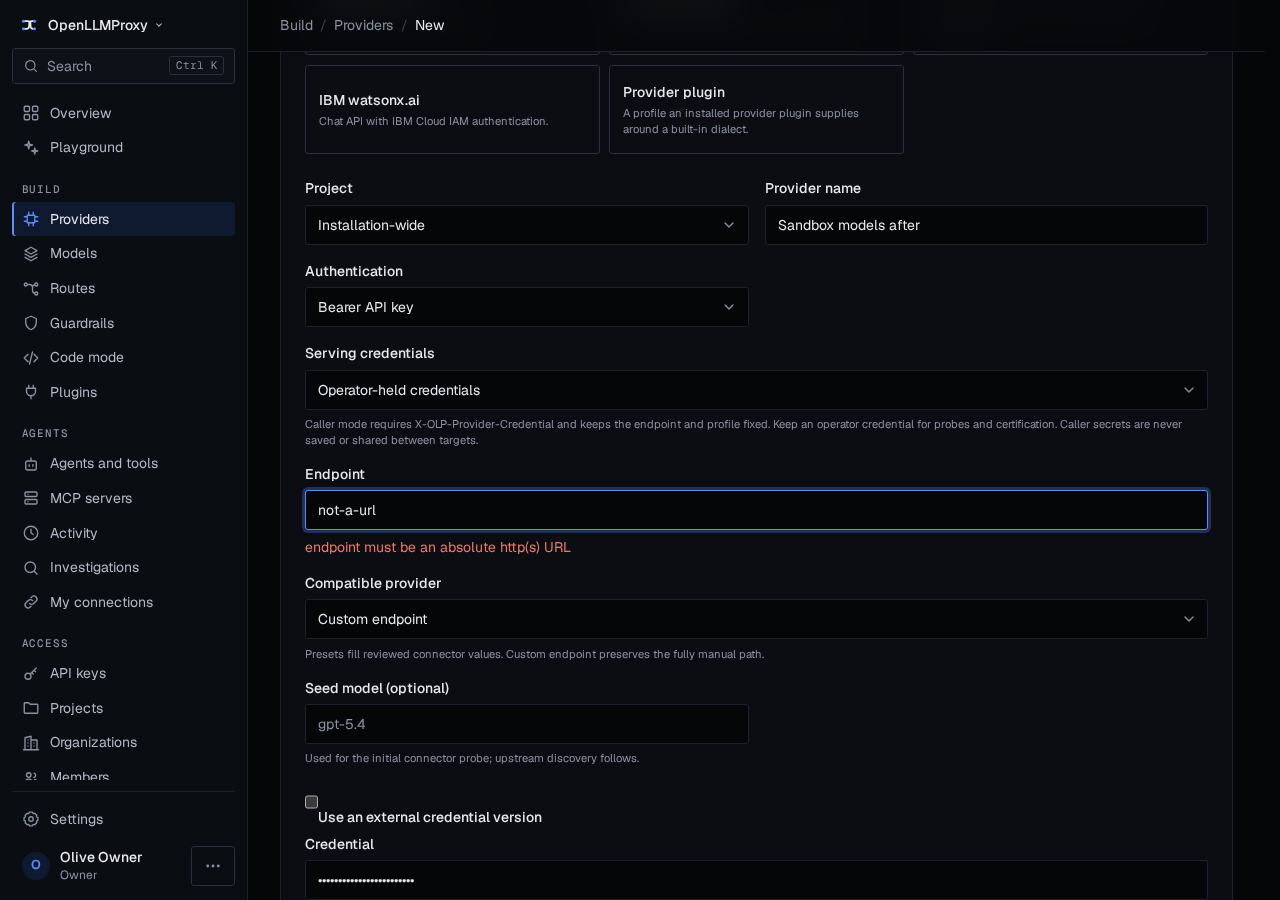 OpenLLMProxy
Search
Ctrl K
Overview
Playground
BUILD
Providers
Models
Routes
Guardrails
Code mode
Plugins
AGENTS
Agents and tools
MCP servers
Activity
Investigations
My connections
ACCESS
API keys
Projects
Organizations
Members
Settings
O
Olive Owner
Owner
Build / Providers / New
IBM watsonx.ai
Chat API with IBM Cloud IAM authentication.
Provider plugin
A profile an installed provider plugin supplies
around a built-in dialect.
Project
Installation-wide
Provider name
Sandbox models after
Authentication
Bearer API key
Serving credentials
Operator-held credentials
Caller mode requires X-OLP-Provider-Credential and keeps the endpoint and profile fixed. Keep an operator credential for probes and certification. Caller secrets are never
saved or shared between targets.
Endpoint
not-a-url
endpoint must be an absolute http(s) URL
Compatible provider
Custom endpoint
Presets fill reviewed connector values. Custom endpoint preserves the fully manual path.
Seed model (optional)
gpt-5.4
Used for the initial connector probe; upstream discovery follows.
Use an external credential version
Credential